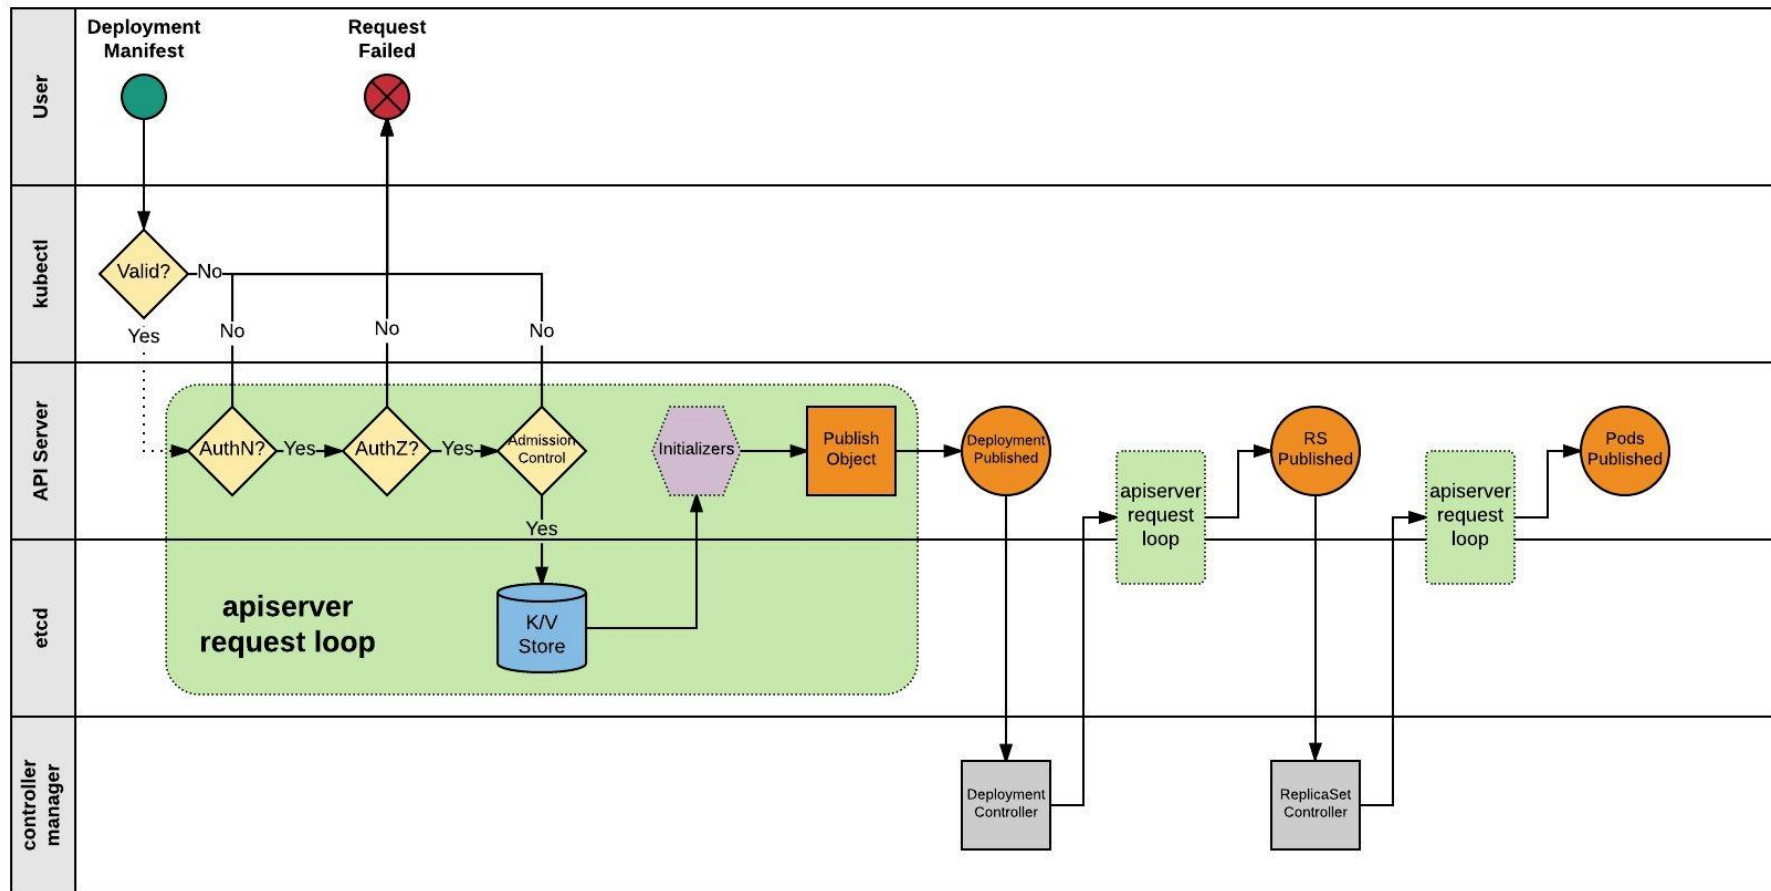 Deployment
Manifest
Request
Failed
User
kubectl
Valid?
No
Yes
No
No
No
API Server
AuthN?
Yes
AuthZ?
Yes
Admission
Control
Yes
Initializers
Publish
Object
Deployment
Published
apiserver
request
loop
RS
Published
apiserver
request
loop
Pods
Published
etcd
apiserver
request loop
K/V
Store
controller
manager
Deployment
Controller
ReplicaSet
Controller